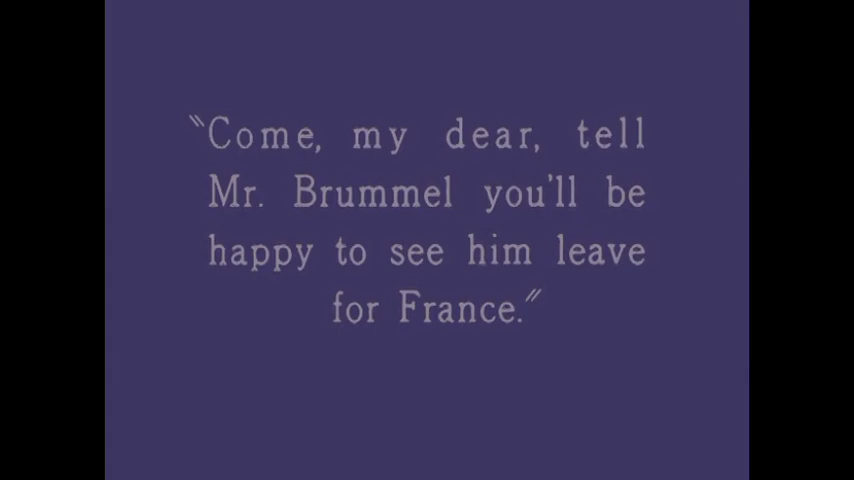 "Come, my dear, tell
Mr. Brummel you'll be
happy to see him leave
for France."